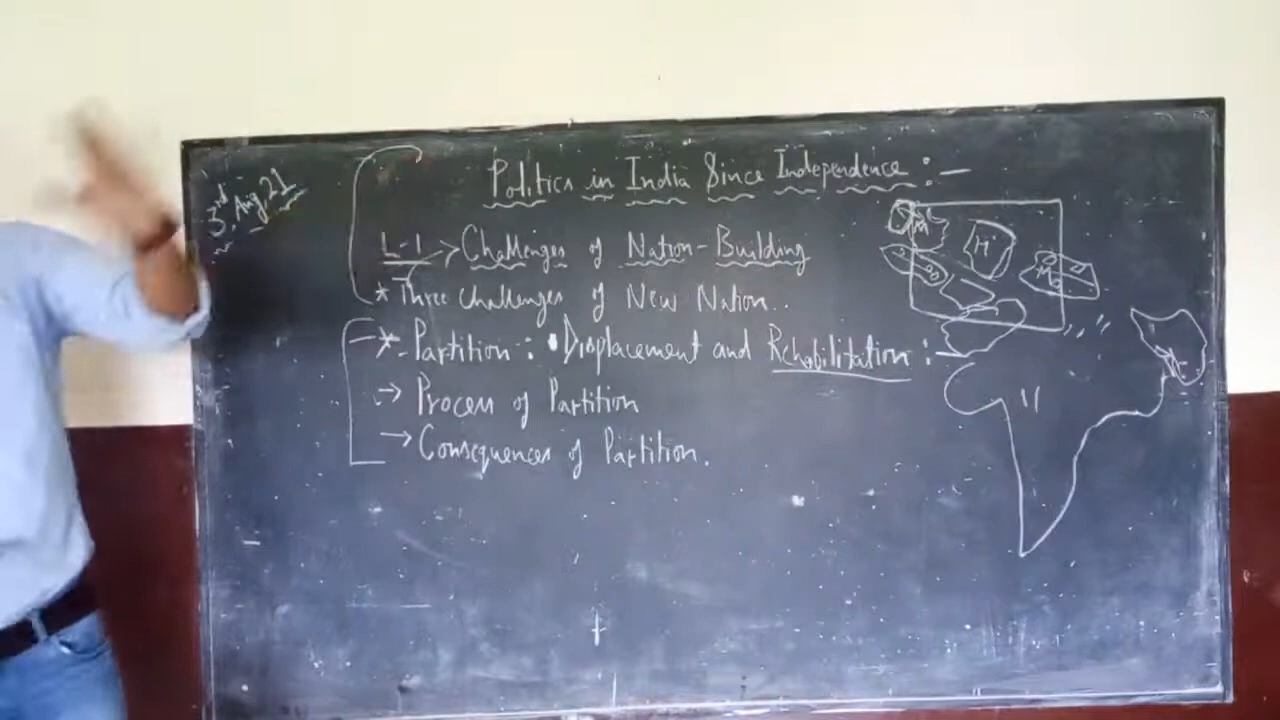 3rd Aug, 21
Politics in India Since Independence :-
L-1 → Challenges of Nation-Building
* Three Challenges of New Nation..
*- Partition : Displacement and Rehabilitation :-
→ Process of Partition
→ Consequences of Partition.
M
H
M